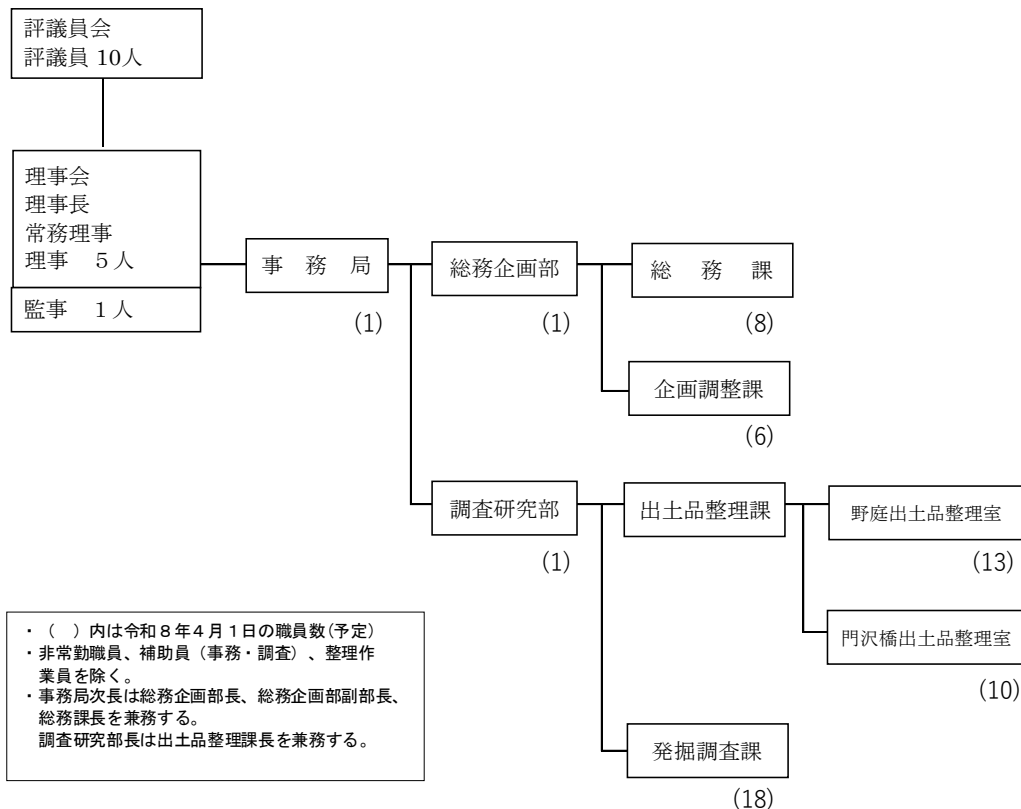 評議員会
評議員 10人
理事会
理事長
常務理事
理事 5人
監事 1人
事 務 局
(1)
総務企画部
(1)
総 務 課
(8)
企画調整課
(6)
調査研究部
(1)
出土品整理課
野庭出土品整理室
(13)
門沢橋出土品整理室
(10)
発掘調査課
(18)
・( )内は令和8年4月1日の職員数(予定)
・非常勤職員、補助員(事務・調査)、整理作
業員を除く。
・事務局次長は総務企画部長、総務企画部副部長、
総務課長を兼務する。
調査研究部長は出土品整理課長を兼務する。